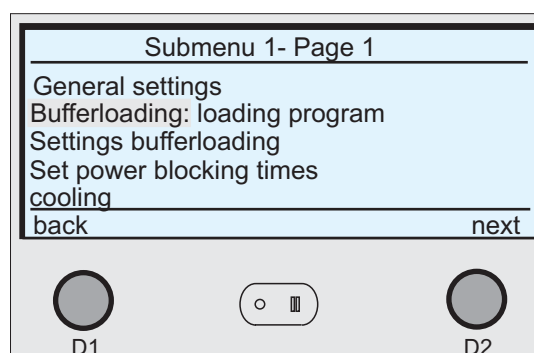 Submenu 1- Page 1
General settings
Bufferloading: loading program
Settings bufferloading
Set power blocking times
cooling
back next
D1 D2